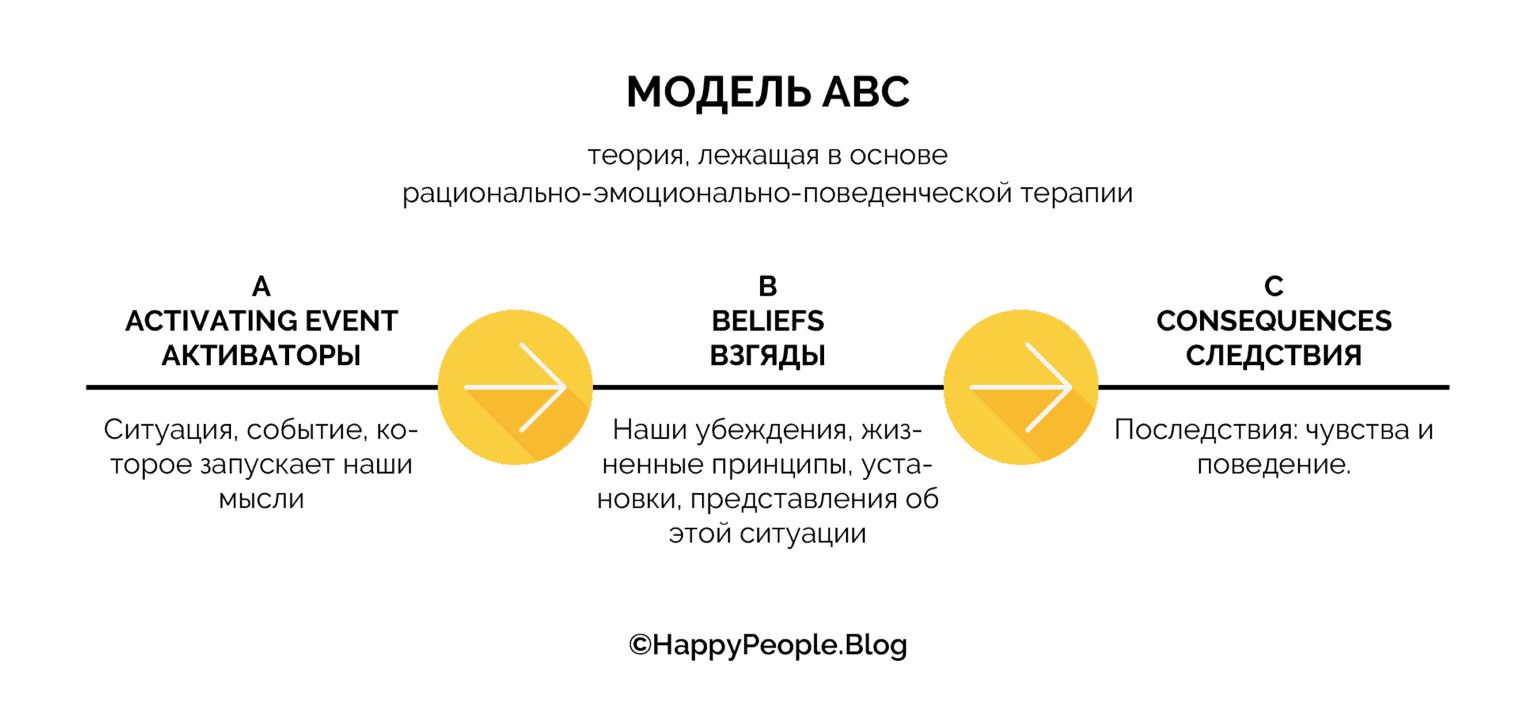 МОДЕЛЬ ABC
теория, лежащая в основе
рационально-эмоционально-поведенческой терапии
A
ACTIVATING EVENT
АКТИВАТОРЫ
Ситуация, событие, ко-
торое запускает наши
мысли
B
BELIEFS
ВЗГЯДЫ
Наши убеждения, жиз-
ненные принципы, уста-
новки, представления об
этой ситуации
C
CONSEQUENCES
СЛЕДСТВИЯ
Последствия: чувства и
поведение.
©HappyPeople.Blog